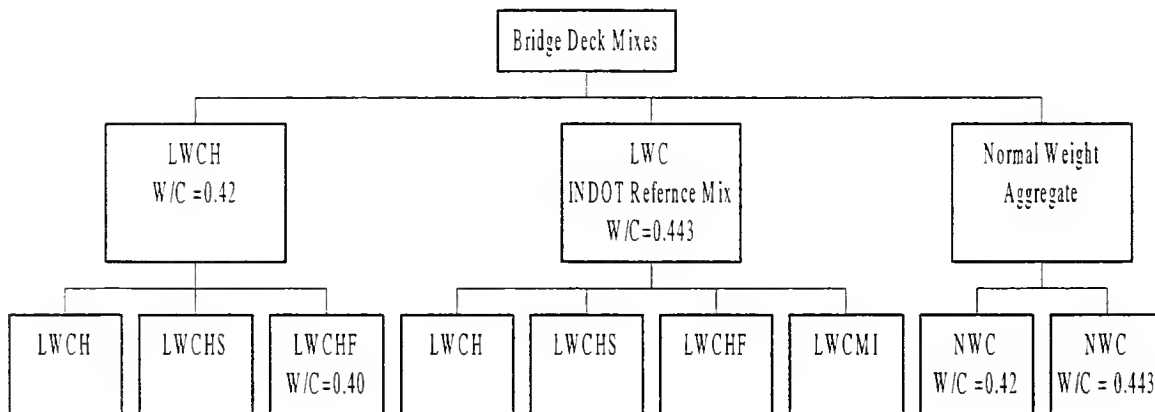 Bridge Deck Mixes
LWCH
W/C =0.42
LWC
INDOT Refernce Mix
W/C=0.443
Normal Weight
Aggregate
LWCH
LWCHS
LWCHF
W/C=0.40
LWCH
LWCHS
LWCHF
LWCMI
NWC
W/C=0.42
NWC
W/C=0.443